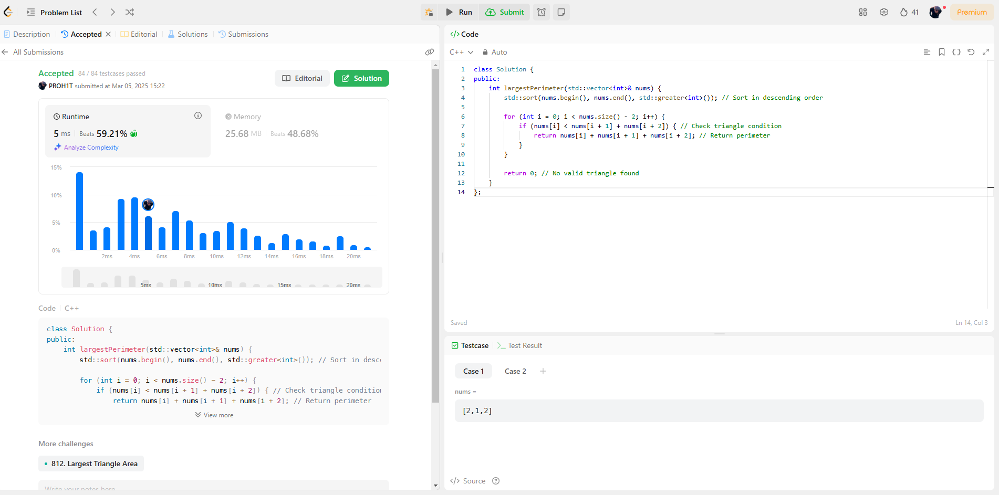 Problem List
Run
Submit
41
Premium
Description
Accepted
Editorial
Solutions
Submissions
All Submissions
Accepted 84 / 84 testcases passed
PROH1T submitted at Mar 05, 2025 15:22
Editorial
Solution
Runtime
5 ms Beats 59.21%
Analyze Complexity
Memory
25.68 MB Beats 48.68%
15%
10%
5%
0%
2ms 4ms 6ms 8ms 10ms 12ms 14ms 16ms 18ms 20ms
5ms 10ms 15ms 20ms
Code C++
class Solution {
public:
    int largestPerimeter(std::vector<int>& nums) {
        std::sort(nums.begin(), nums.end(), std::greater<int>()); // Sort in desc
        for (int i = 0; i < nums.size() - 2; i++) {
            if (nums[i] < nums[i + 1] + nums[i + 2]) { // Check triangle condition
                return nums[i] + nums[i + 1] + nums[i + 2]; // Return perimeter
View more
More challenges
812. Largest Triangle Area
Write your notes here
</> Code
C++ Auto
1 class Solution {
2 public:
3     int largestPerimeter(std::vector<int>& nums) {
4         std::sort(nums.begin(), nums.end(), std::greater<int>()); // Sort in descending order
5
6         for (int i = 0; i < nums.size() - 2; i++) {
7             if (nums[i] < nums[i + 1] + nums[i + 2]) { // Check triangle condition
8                 return nums[i] + nums[i + 1] + nums[i + 2]; // Return perimeter
9             }
10         }
11
12         return 0; // No valid triangle found
13     }
14 };
Saved
Ln 14, Col 3
Testcase
Test Result
Case 1
Case 2
+
nums =
[2,1,2]
</> Source